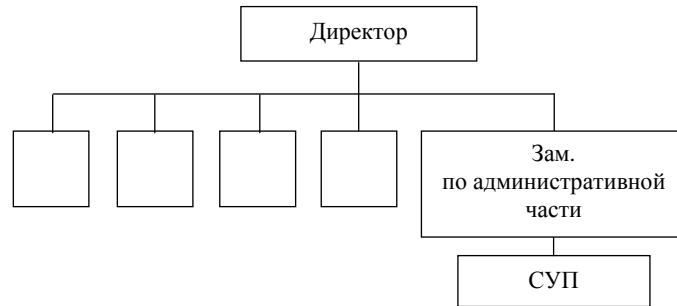 Директор
Зам.
по административной
части
СУП